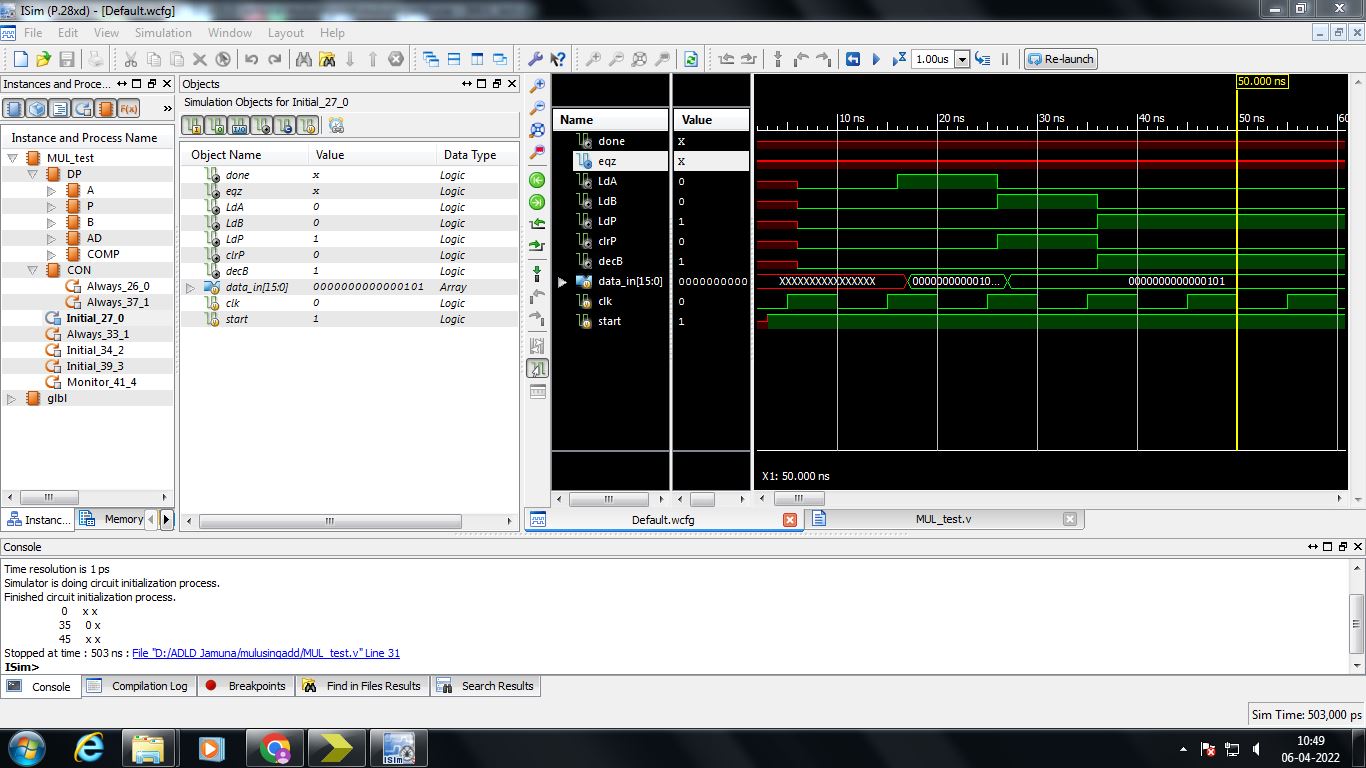 ISim (P.28xd) - [Default.wcfg]
File Edit View Simulation Window Layout Help
1.00us Re-launch
Instances and Proce...
F(x) »
Instance and Process Name
MUL_test
DP
A
P
B
AD
COMP
CON
Always_26_0
Always_37_1
Initial_27_0
Always_33_1
Initial_34_2
Initial_39_3
Monitor_41_4
glbl
Instanc... Memory
Objects
Simulation Objects for Initial_27_0
Object Name Value Data Type
done x Logic
eqz x Logic
LdA 0 Logic
LdB 0 Logic
LdP 1 Logic
clrP 0 Logic
decB 1 Logic
data_in[15:0] 0000000000000101 Array
clk 0 Logic
start 1 Logic
Name Value
done x
eqz x
LdA 0
LdB 0
LdP 1
clrP 0
decB 1
data_in[15:0] 0000000000
clk 0
start 1
50.000 ns
10 ns 20 ns 30 ns 40 ns 50 ns 60
XXXXXXXXXXXXXXXX 0000000000010... 0000000000000101
X1: 50.000 ns
Default.wcfg MUL_test.v
Console
Time resolution is 1 ps
Simulator is doing circuit initialization process.
Finished circuit initialization process.
0 x x
35 0 x
45 x x
Stopped at time : 503 ns : File "D:/ADLD Jamuna/mulusingadd/MUL_test.v" Line 31
ISim>
Console Compilation Log Breakpoints Find in Files Results Search Results
Sim Time: 503,000 ps
ISim
10:49
06-04-2022